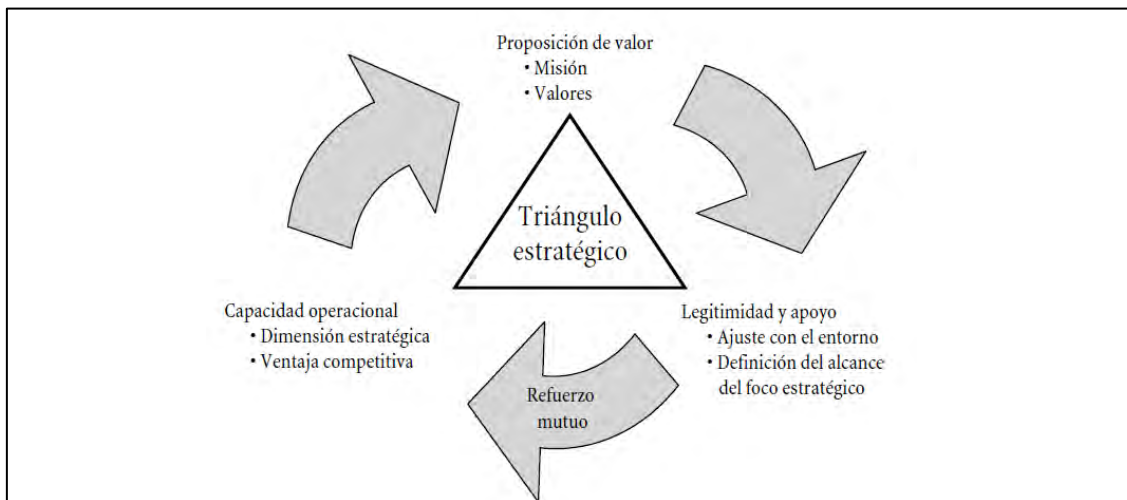 Proposición de valor
• Misión
• Valores
Triángulo
estratégico
Capacidad operacional
• Dimensión estratégica
• Ventaja competitiva
Legitimidad y apoyo
• Ajuste con el entorno
• Definición del alcance
del foco estratégico
Refuerzo
mutuo